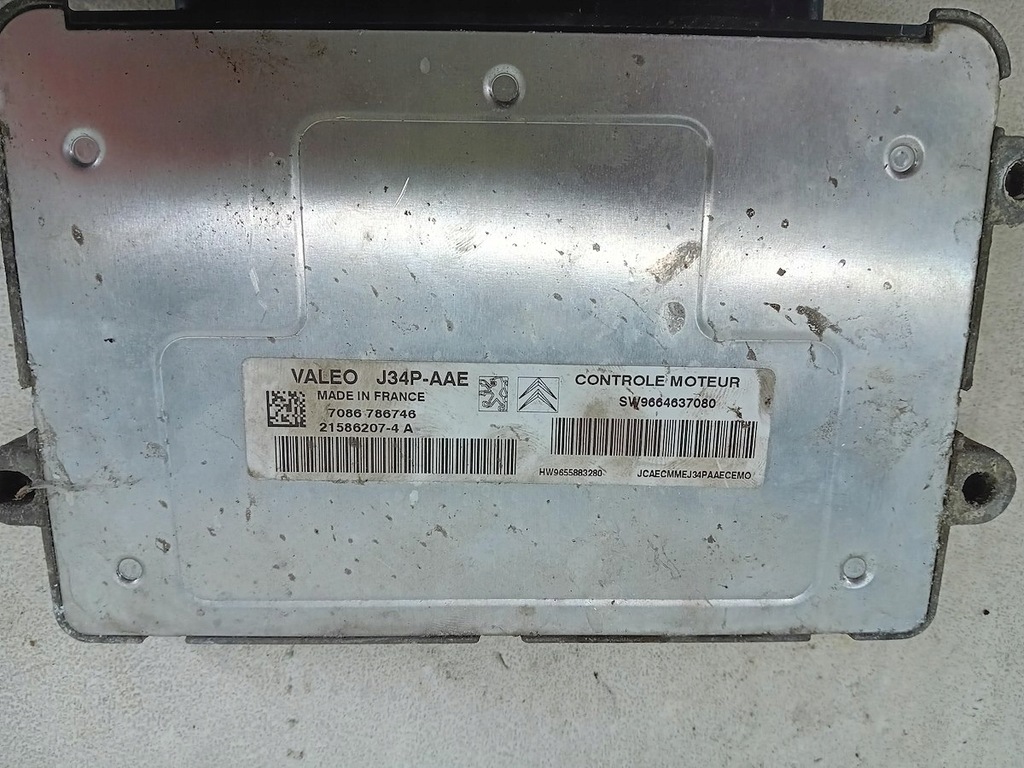 VALEO J34P-AAE
MADE IN FRANCE
7086 786746
21586207-4 A
CONTROLE MOTEUR
SW9664637080
HW9655883280
JCAECMMEJ34PAAECEMO